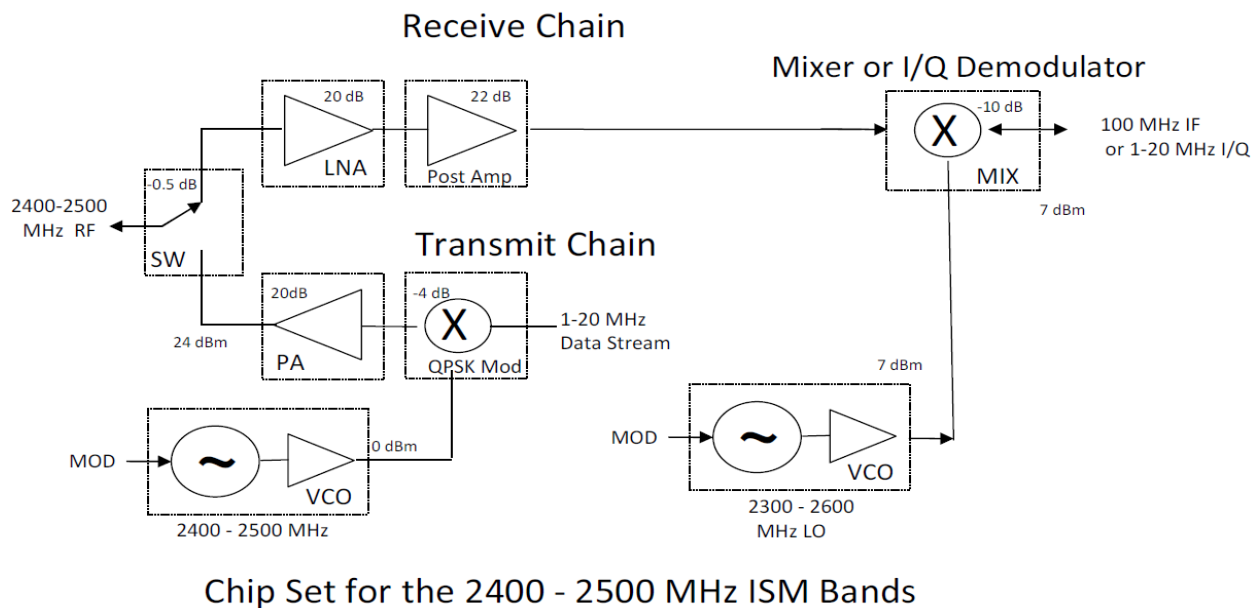 Receive Chain
Mixer or I/Q Demodulator
20 dB
22 dB
-10 dB
X
100 MHz IF
or 1-20 MHz I/Q
LNA
Post Amp
MIX
-0.5 dB
7 dBm
2400-2500
MHz RF
SW
Transmit Chain
20dB
-4 dB
X
1-20 MHz
Data Stream
24 dBm
PA
QPSK Mod
7 dBm
0 dBm
MOD
~
VCO
MOD
~
VCO
2400 - 2500 MHz
2300 - 2600
MHz LO
Chip Set for the 2400 - 2500 MHz ISM Bands